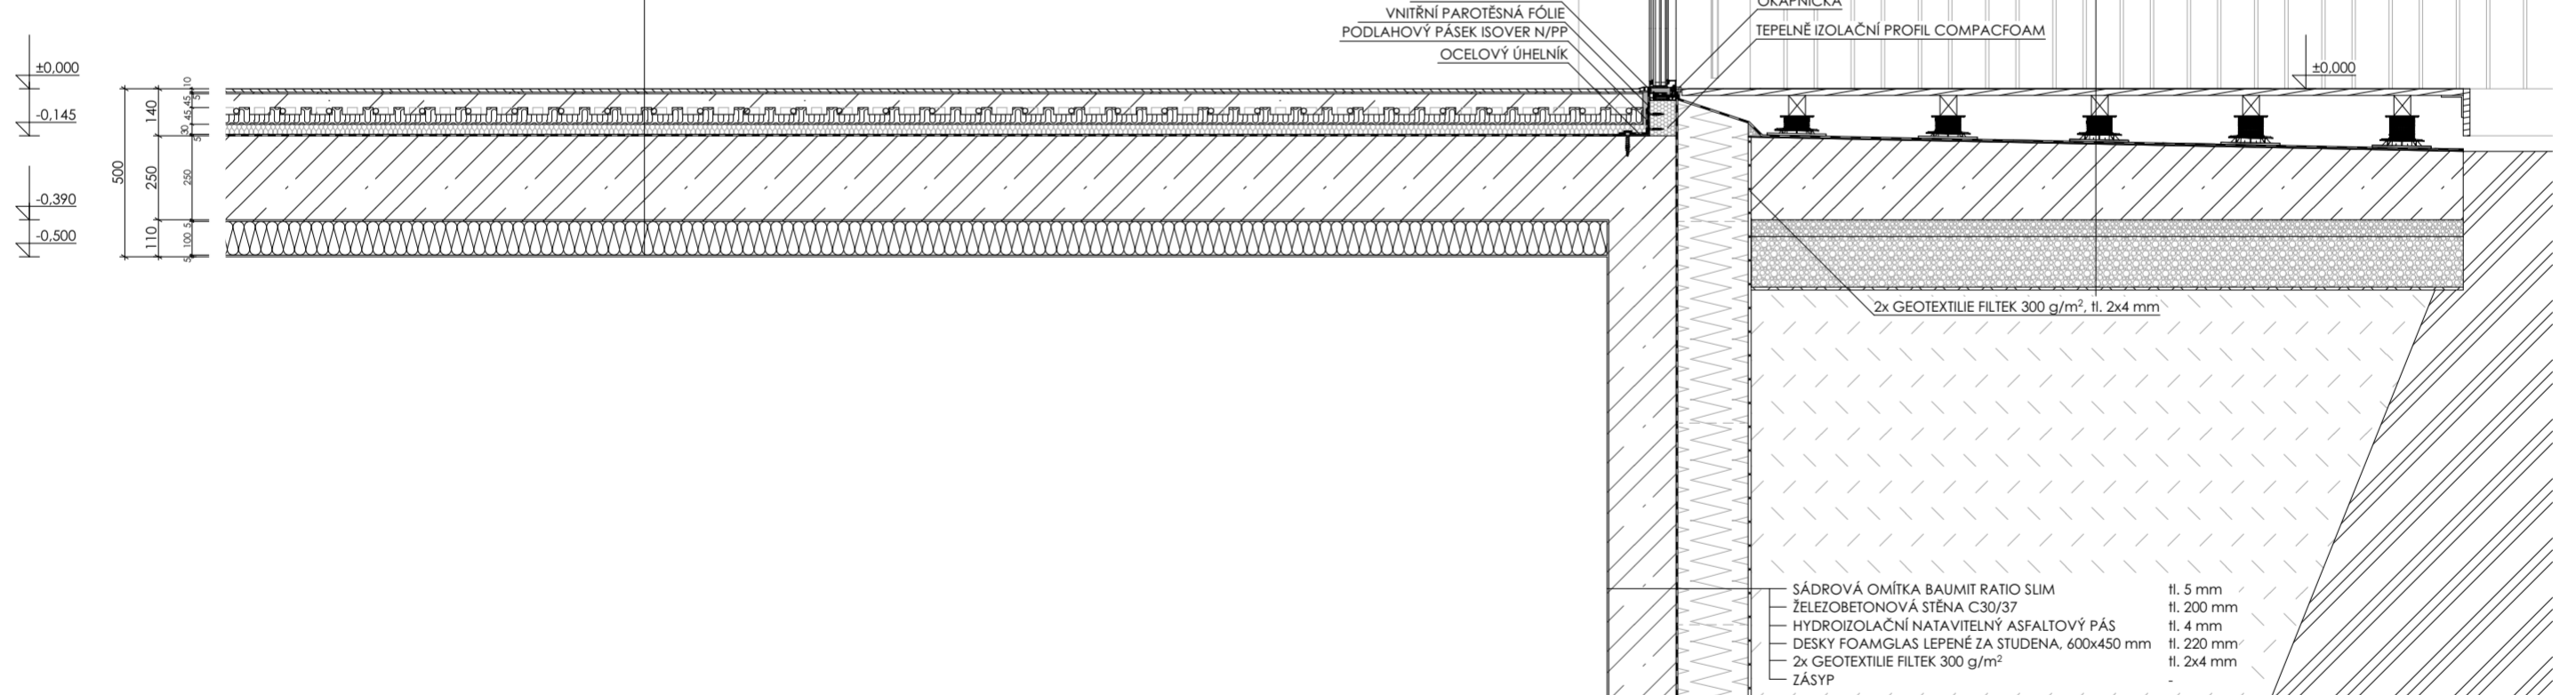 OKAPNIČKA
VNITŘNÍ PAROTĚSNÁ FÓLIE
PODLAHOVÝ PÁSEK ISOVER N/PP
TEPELNĚ IZOLAČNÍ PROFIL COMPACFOAM
OCELOVÝ ÚHELNÍK
±0,000
±0,000
-0,145
-0,390
-0,500
500
140
250
110
10
45
5
45
30
5
250
5
100
5
2x GEOTEXTILIE FILTEK 300 g/m², tl. 2x4 mm
SÁDROVÁ OMÍTKA BAUMIT RATIO SLIM tl. 5 mm
ŽELEZOBETONOVÁ STĚNA C30/37 tl. 200 mm
HYDROIZOLAČNÍ NATAVITELNÝ ASFALTOVÝ PÁS tl. 4 mm
DESKY FOAMGLAS LEPENÉ ZA STUDENA, 600x450 mm tl. 220 mm
2x GEOTEXTILIE FILTEK 300 g/m² tl. 2x4 mm
ZÁSYP -